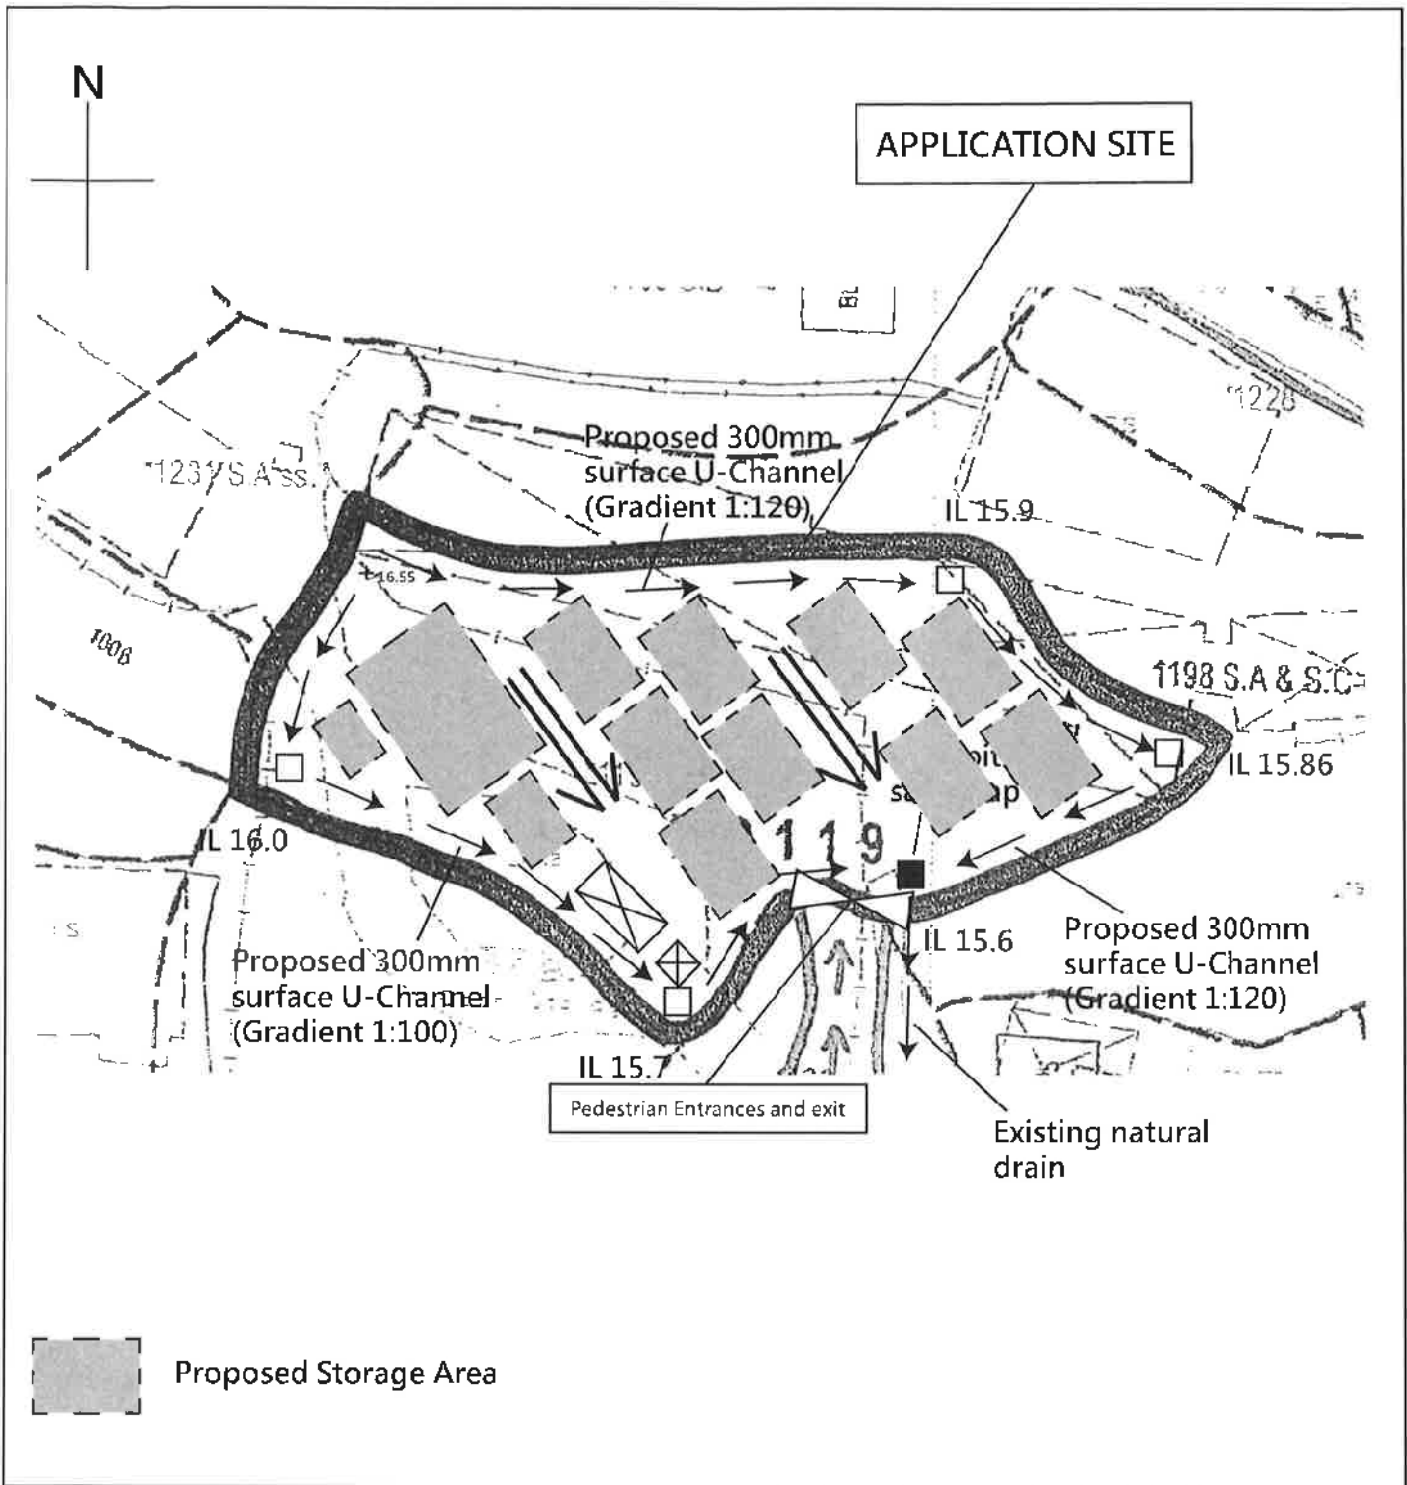 N
APPLICATION SITE
BL
1228
Proposed 300mm
surface U-Channel
(Gradient 1:120)
1231 S.A ss.
IL 15.9
16.55
1008
1198 S.A & S.C
IL 15.86
IL 16.0
119
IL 15.6
Proposed 300mm
surface U-Channel
(Gradient 1:120)
Proposed 300mm
surface U-Channel
(Gradient 1:100)
IL 15.7
Pedestrian Entrances and exit
Existing natural
drain
Proposed Storage Area